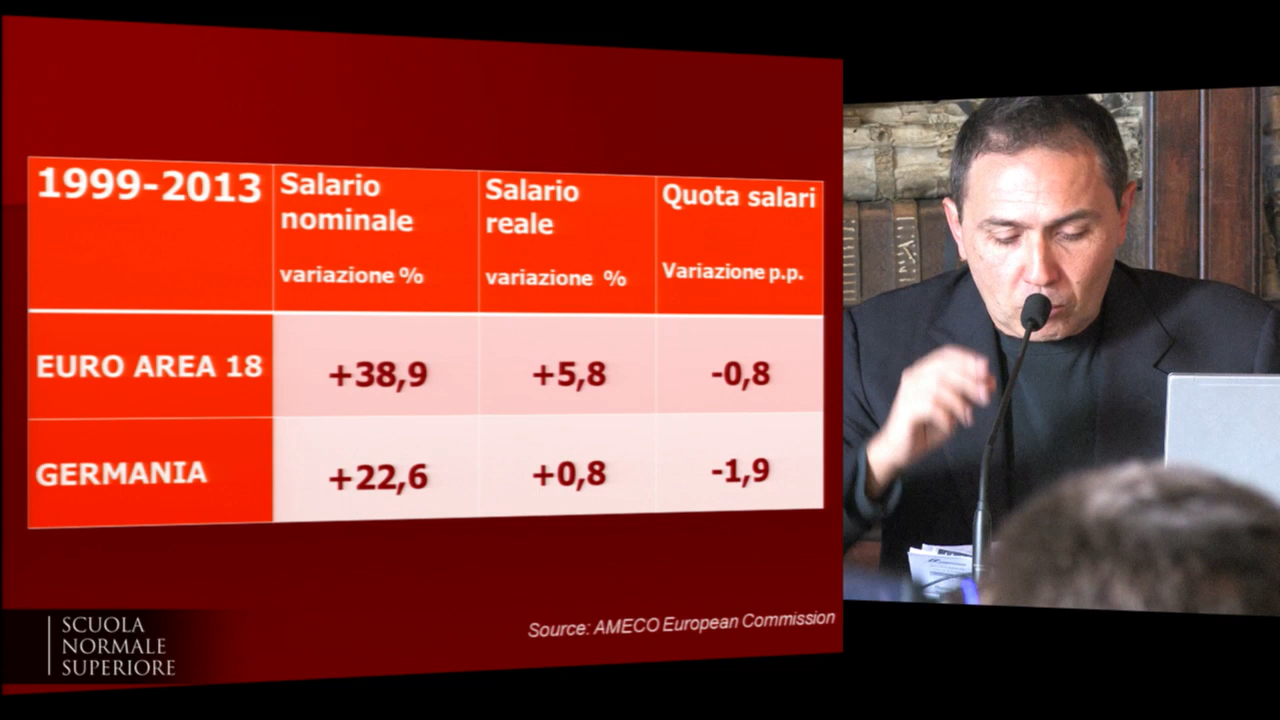 1999-2013
Salario
nominale
variazione %
Salario
reale
variazione %
Quota salari
Variazione p.p.
EURO AREA 18
+38,9
+5,8
-0,8
GERMANIA
+22,6
+0,8
-1,9
Source: AMECO European Commission
SCUOLA
NORMALE
SUPERIORE